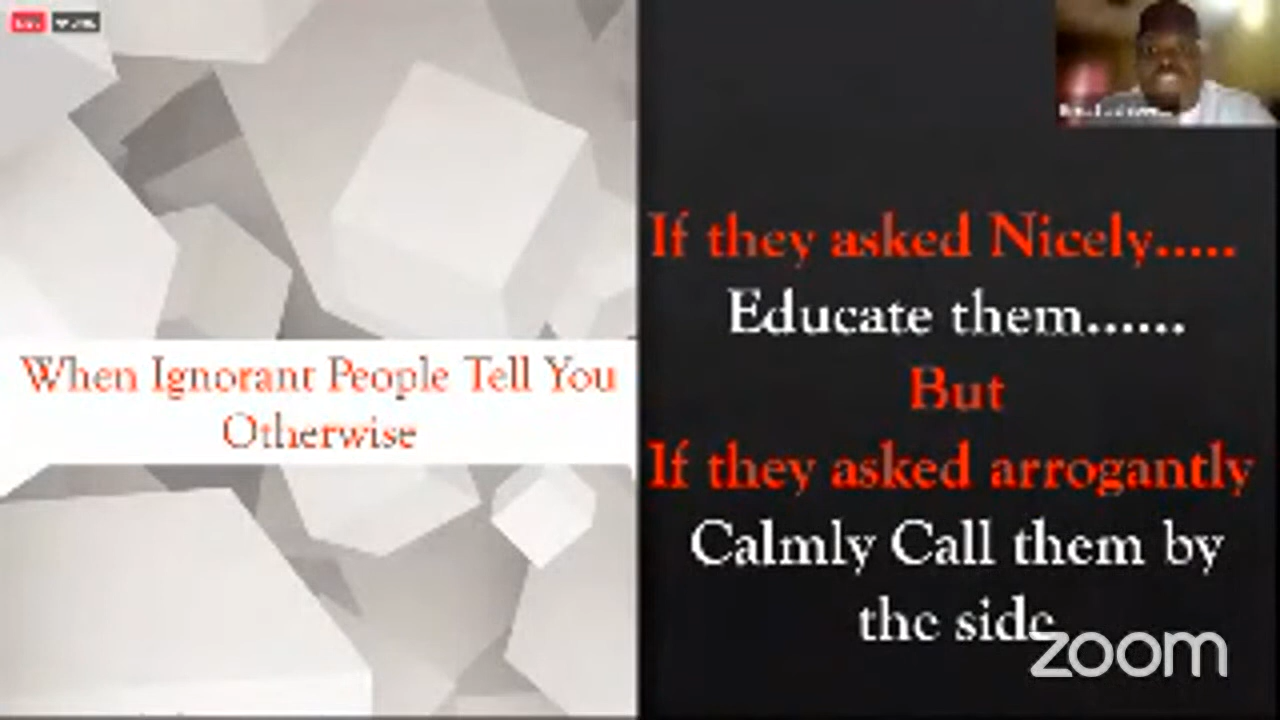 When Ignorant People Tell You
Otherwise
If they asked Nicely.....
Educate them......
But
If they asked arrogantly
Calmly Call them by
the side
zoom